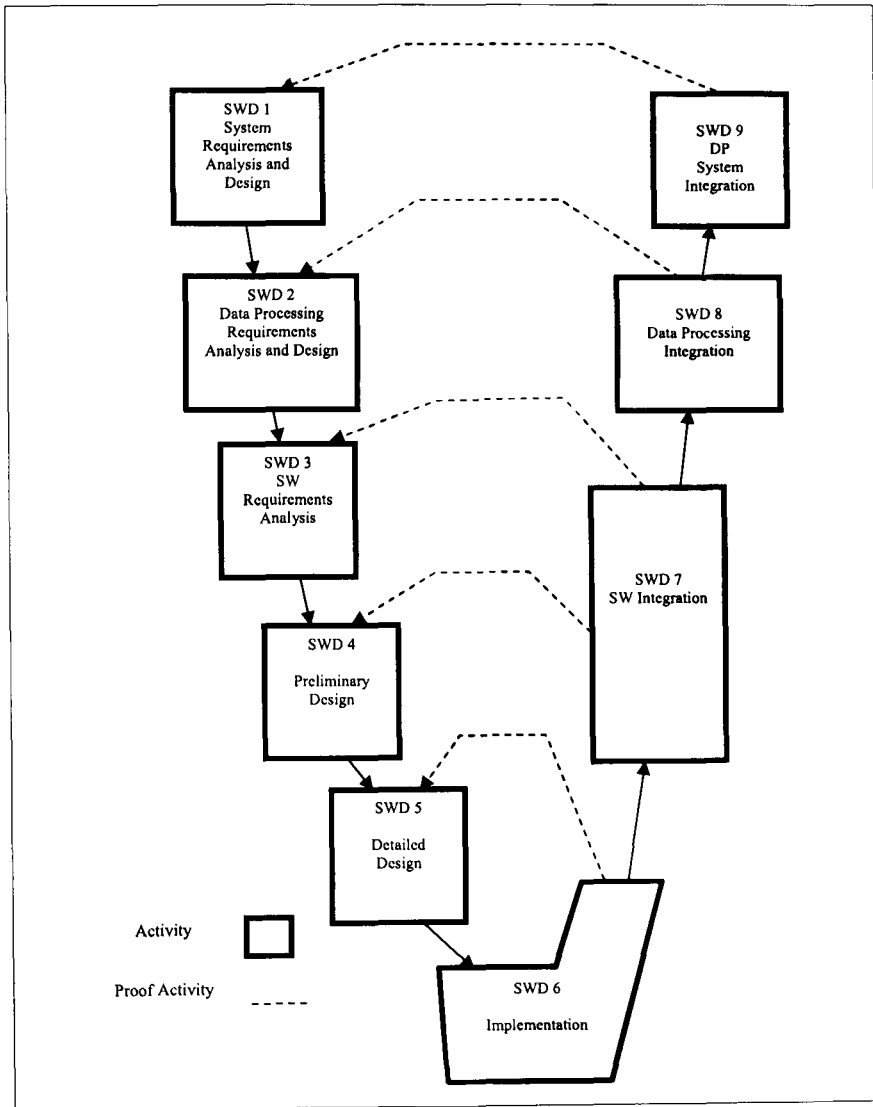 SWD 1
System
Requirements
Analysis and
Design
SWD 9
DP
System
Integration
SWD 2
Data Processing
Requirements
Analysis and Design
SWD 8
Data Processing
Integration
SWD 3
SW
Requirements
Analysis
SWD 7
SW Integration
SWD 4
Preliminary
Design
SWD 5
Detailed
Design
SWD 6
Implementation
Activity
Proof Activity